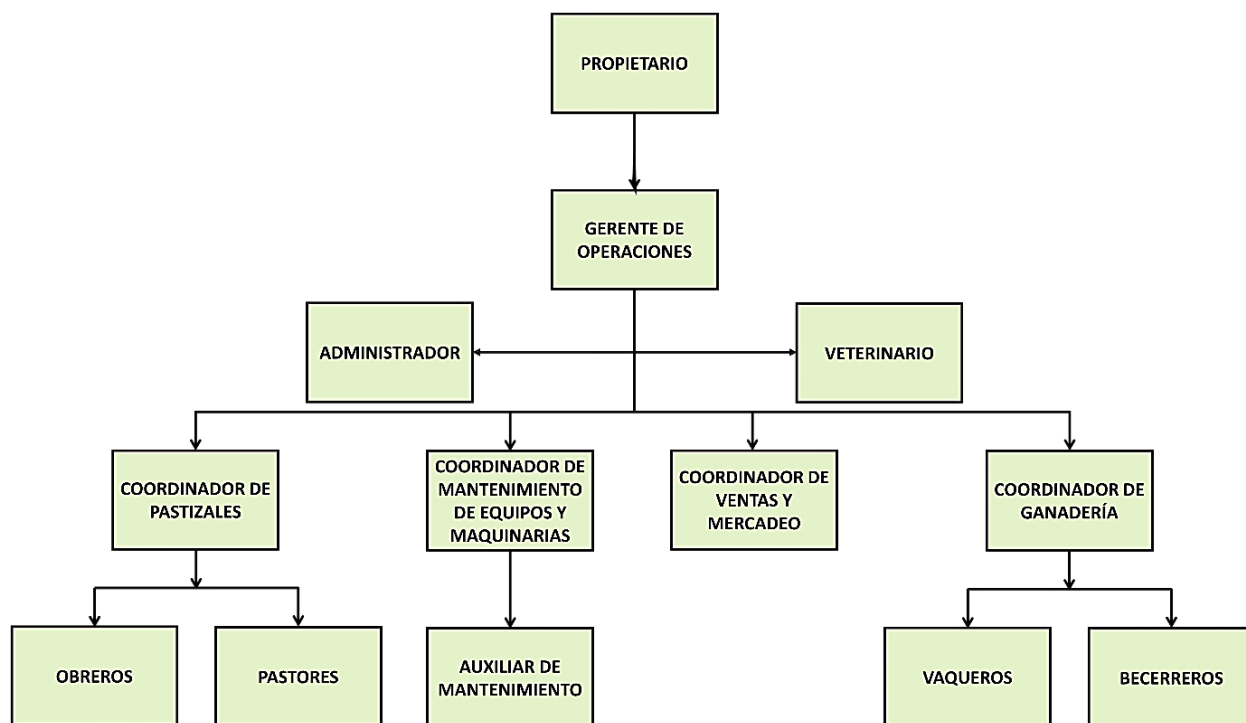 PROPIETARIO
GERENTE DE
OPERACIONES
ADMINISTRADOR
VETERINARIO
COORDINADOR DE
PASTIZALES
COORDINADOR DE
MANTENIMIENTO
DE EQUIPOS Y
MAQUINARIAS
COORDINADOR DE
VENTAS Y
MERCADEO
COORDINADOR DE
GANADERÍA
OBREROS
PASTORES
AUXILIAR DE
MANTENIMIENTO
VAQUEROS
BECERREROS